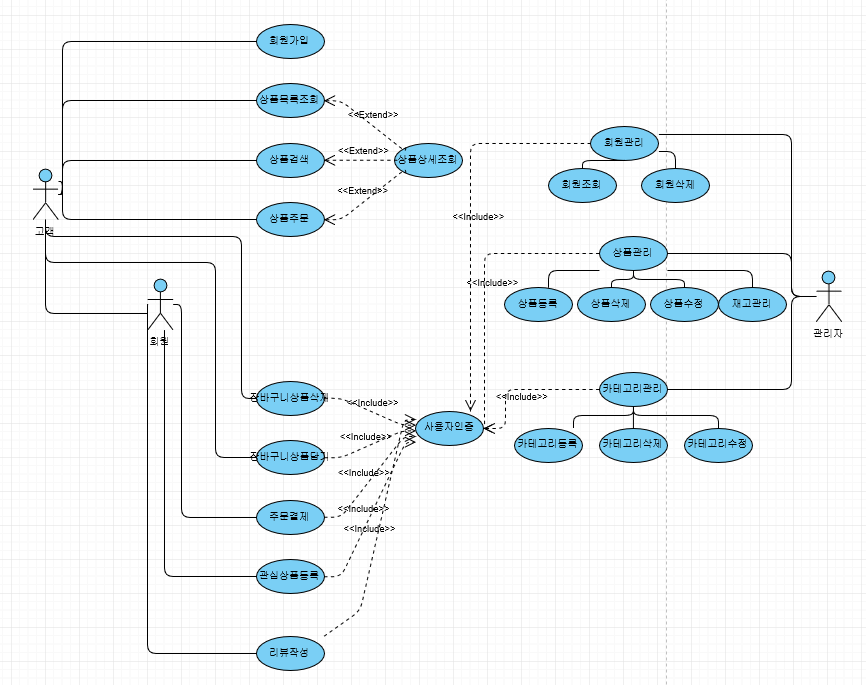 회원가입
상품목록조회
<<Extend>>
상품검색
<<Extend>>
상품상세조회
<<Extend>>
상품주문
고객
회원
회원관리
회원조회
회원삭제
<<Include>>
상품관리
<<Include>>
상품등록
상품삭제
상품수정
재고관리
관리자
카테고리관리
<<Include>>
카테고리등록
카테고리삭제
카테고리수정
장바구니상품삭제
<<Include>>
사용자인증
장바구니상품담기
<<Include>>
<<Include>>
주문결제
<<Include>>
<<Include>>
관심상품등록
리뷰작성